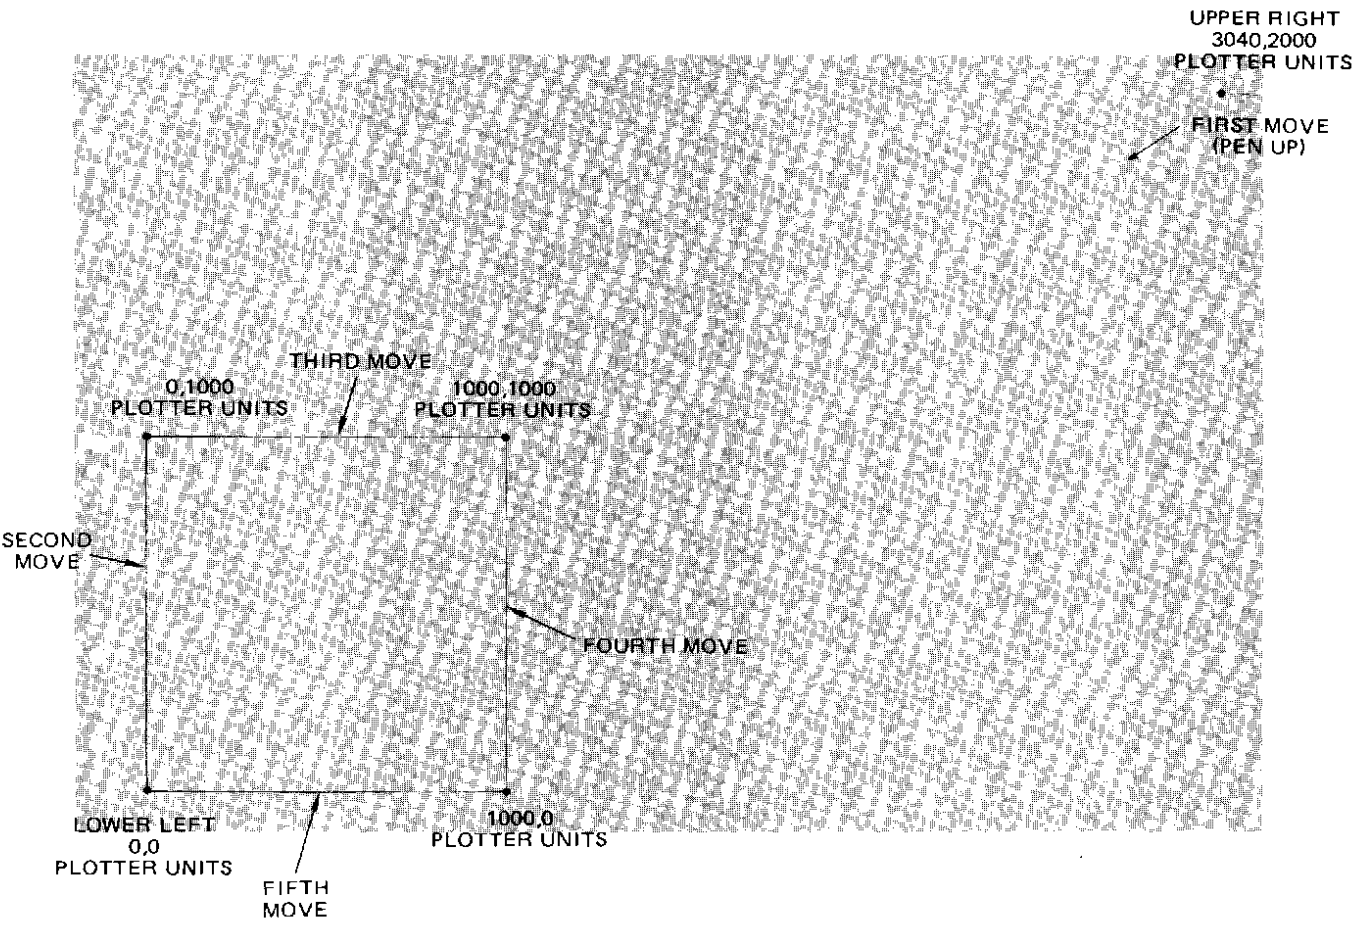 UPPER RIGHT
3040,2000
PLOTTER UNITS
FIRST MOVE
(PEN UP)
THIRD MOVE
0,1000
PLOTTER UNITS
1000,1000
PLOTTER UNITS
SECOND
MOVE
FOURTH MOVE
LOWER LEFT
0,0
PLOTTER UNITS
1000,0
PLOTTER UNITS
FIFTH
MOVE